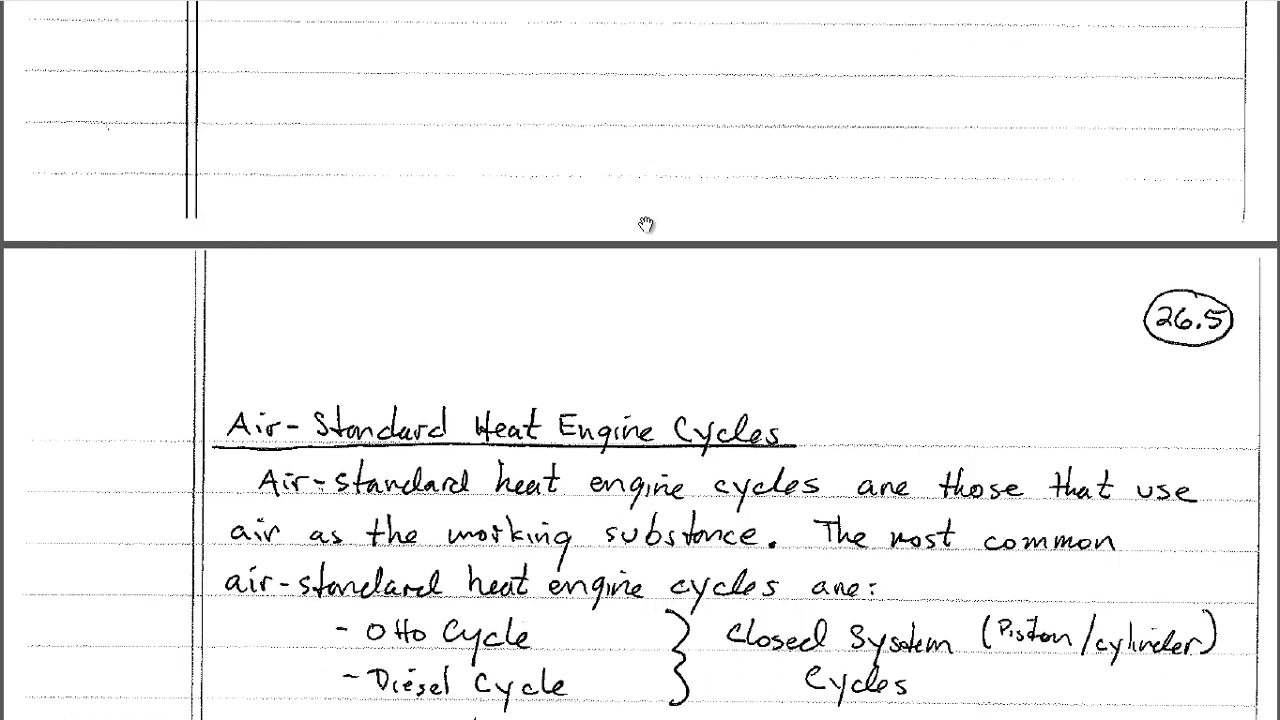 26.5
Air-Standard Heat Engine Cycles
Air-standard heat engine cycles are those that use
air as the working substance. The most common
air-standard heat engine cycles are:
- Otto Cycle } Closed System (Piston/cylinder)
- Diesel Cycle } Cycles